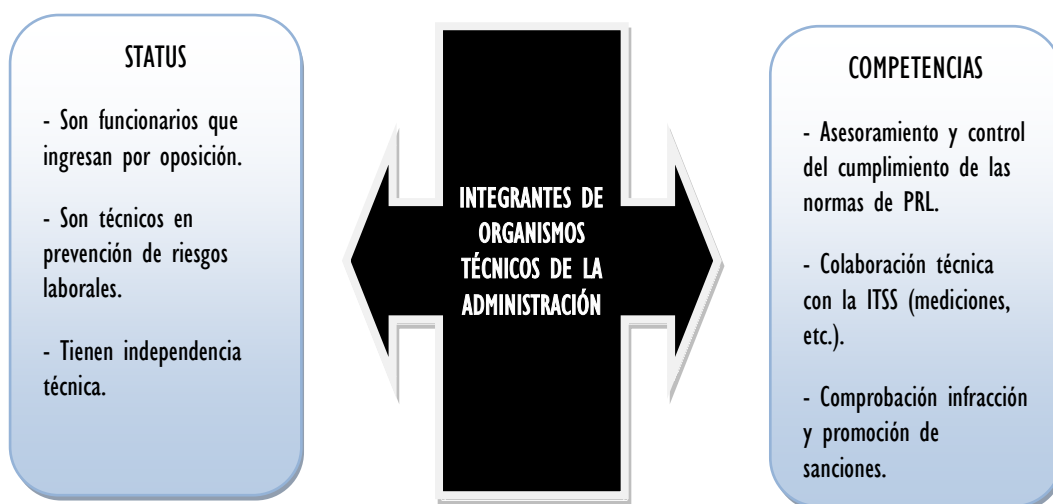 STATUS
- Son funcionarios que
ingresan por oposición.
- Son técnicos en
prevención de riesgos
laborales.
- Tienen independencia
técnica.
INTEGRANTES DE
ORGANISMOS
TÉCNICOS DE LA
ADMINISTRACIÓN
COMPETENCIAS
- Asesoramiento y control
del cumplimiento de las
normas de PRL.
- Colaboración técnica
con la ITSS (mediciones,
etc.).
- Comprobación infracción
y promoción de
sanciones.